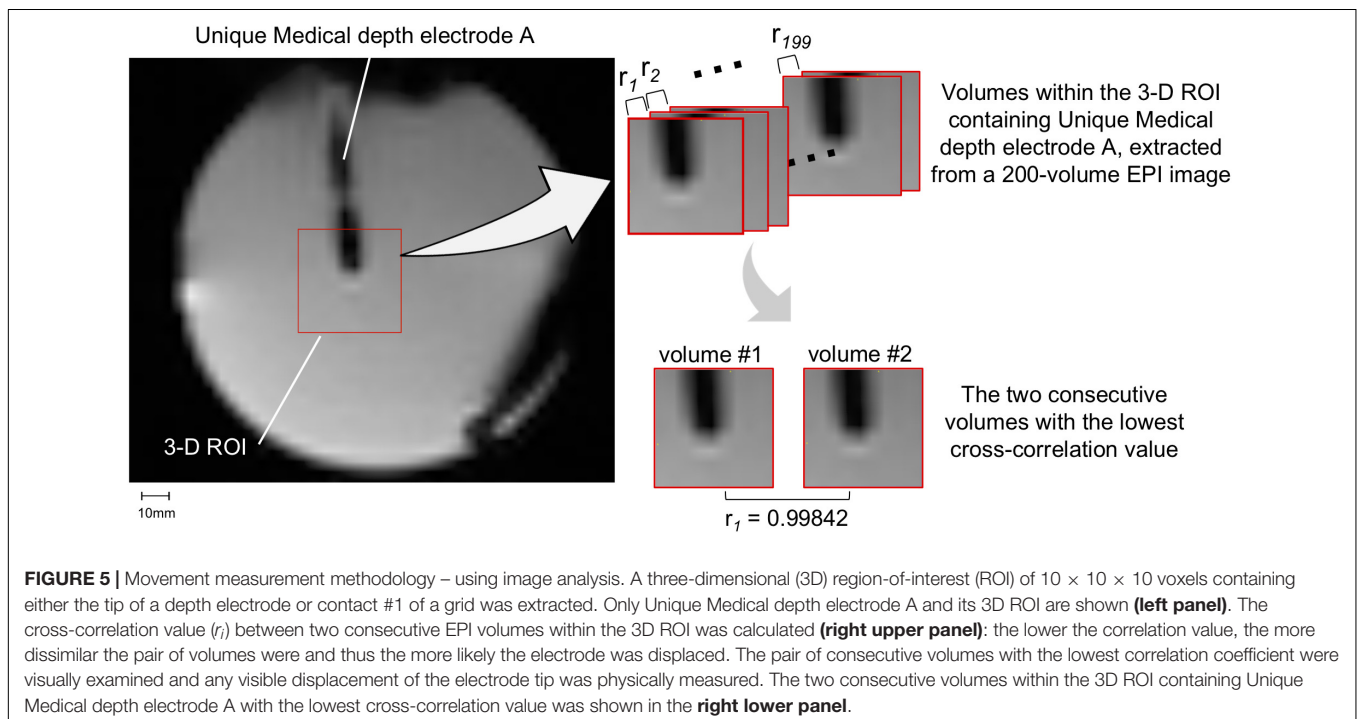 Unique Medical depth electrode A
3-D ROI
10mm
r1 r2
r199
Volumes within the 3-D ROI
containing Unique Medical
depth electrode A, extracted
from a 200-volume EPI image
volume #1 volume #2
The two consecutive
volumes with the lowest
cross-correlation value
r1 = 0.99842
FIGURE 5 | Movement measurement methodology – using image analysis. A three-dimensional (3D) region-of-interest (ROI) of 10 × 10 × 10 voxels containing
either the tip of a depth electrode or contact #1 of a grid was extracted. Only Unique Medical depth electrode A and its 3D ROI are shown (left panel). The
cross-correlation value (ri) between two consecutive EPI volumes within the 3D ROI was calculated (right upper panel): the lower the correlation value, the more
dissimilar the pair of volumes were and thus the more likely the electrode was displaced. The pair of consecutive volumes with the lowest correlation coefficient were
visually examined and any visible displacement of the electrode tip was physically measured. The two consecutive volumes within the 3D ROI containing Unique
Medical depth electrode A with the lowest cross-correlation value was shown in the right lower panel.